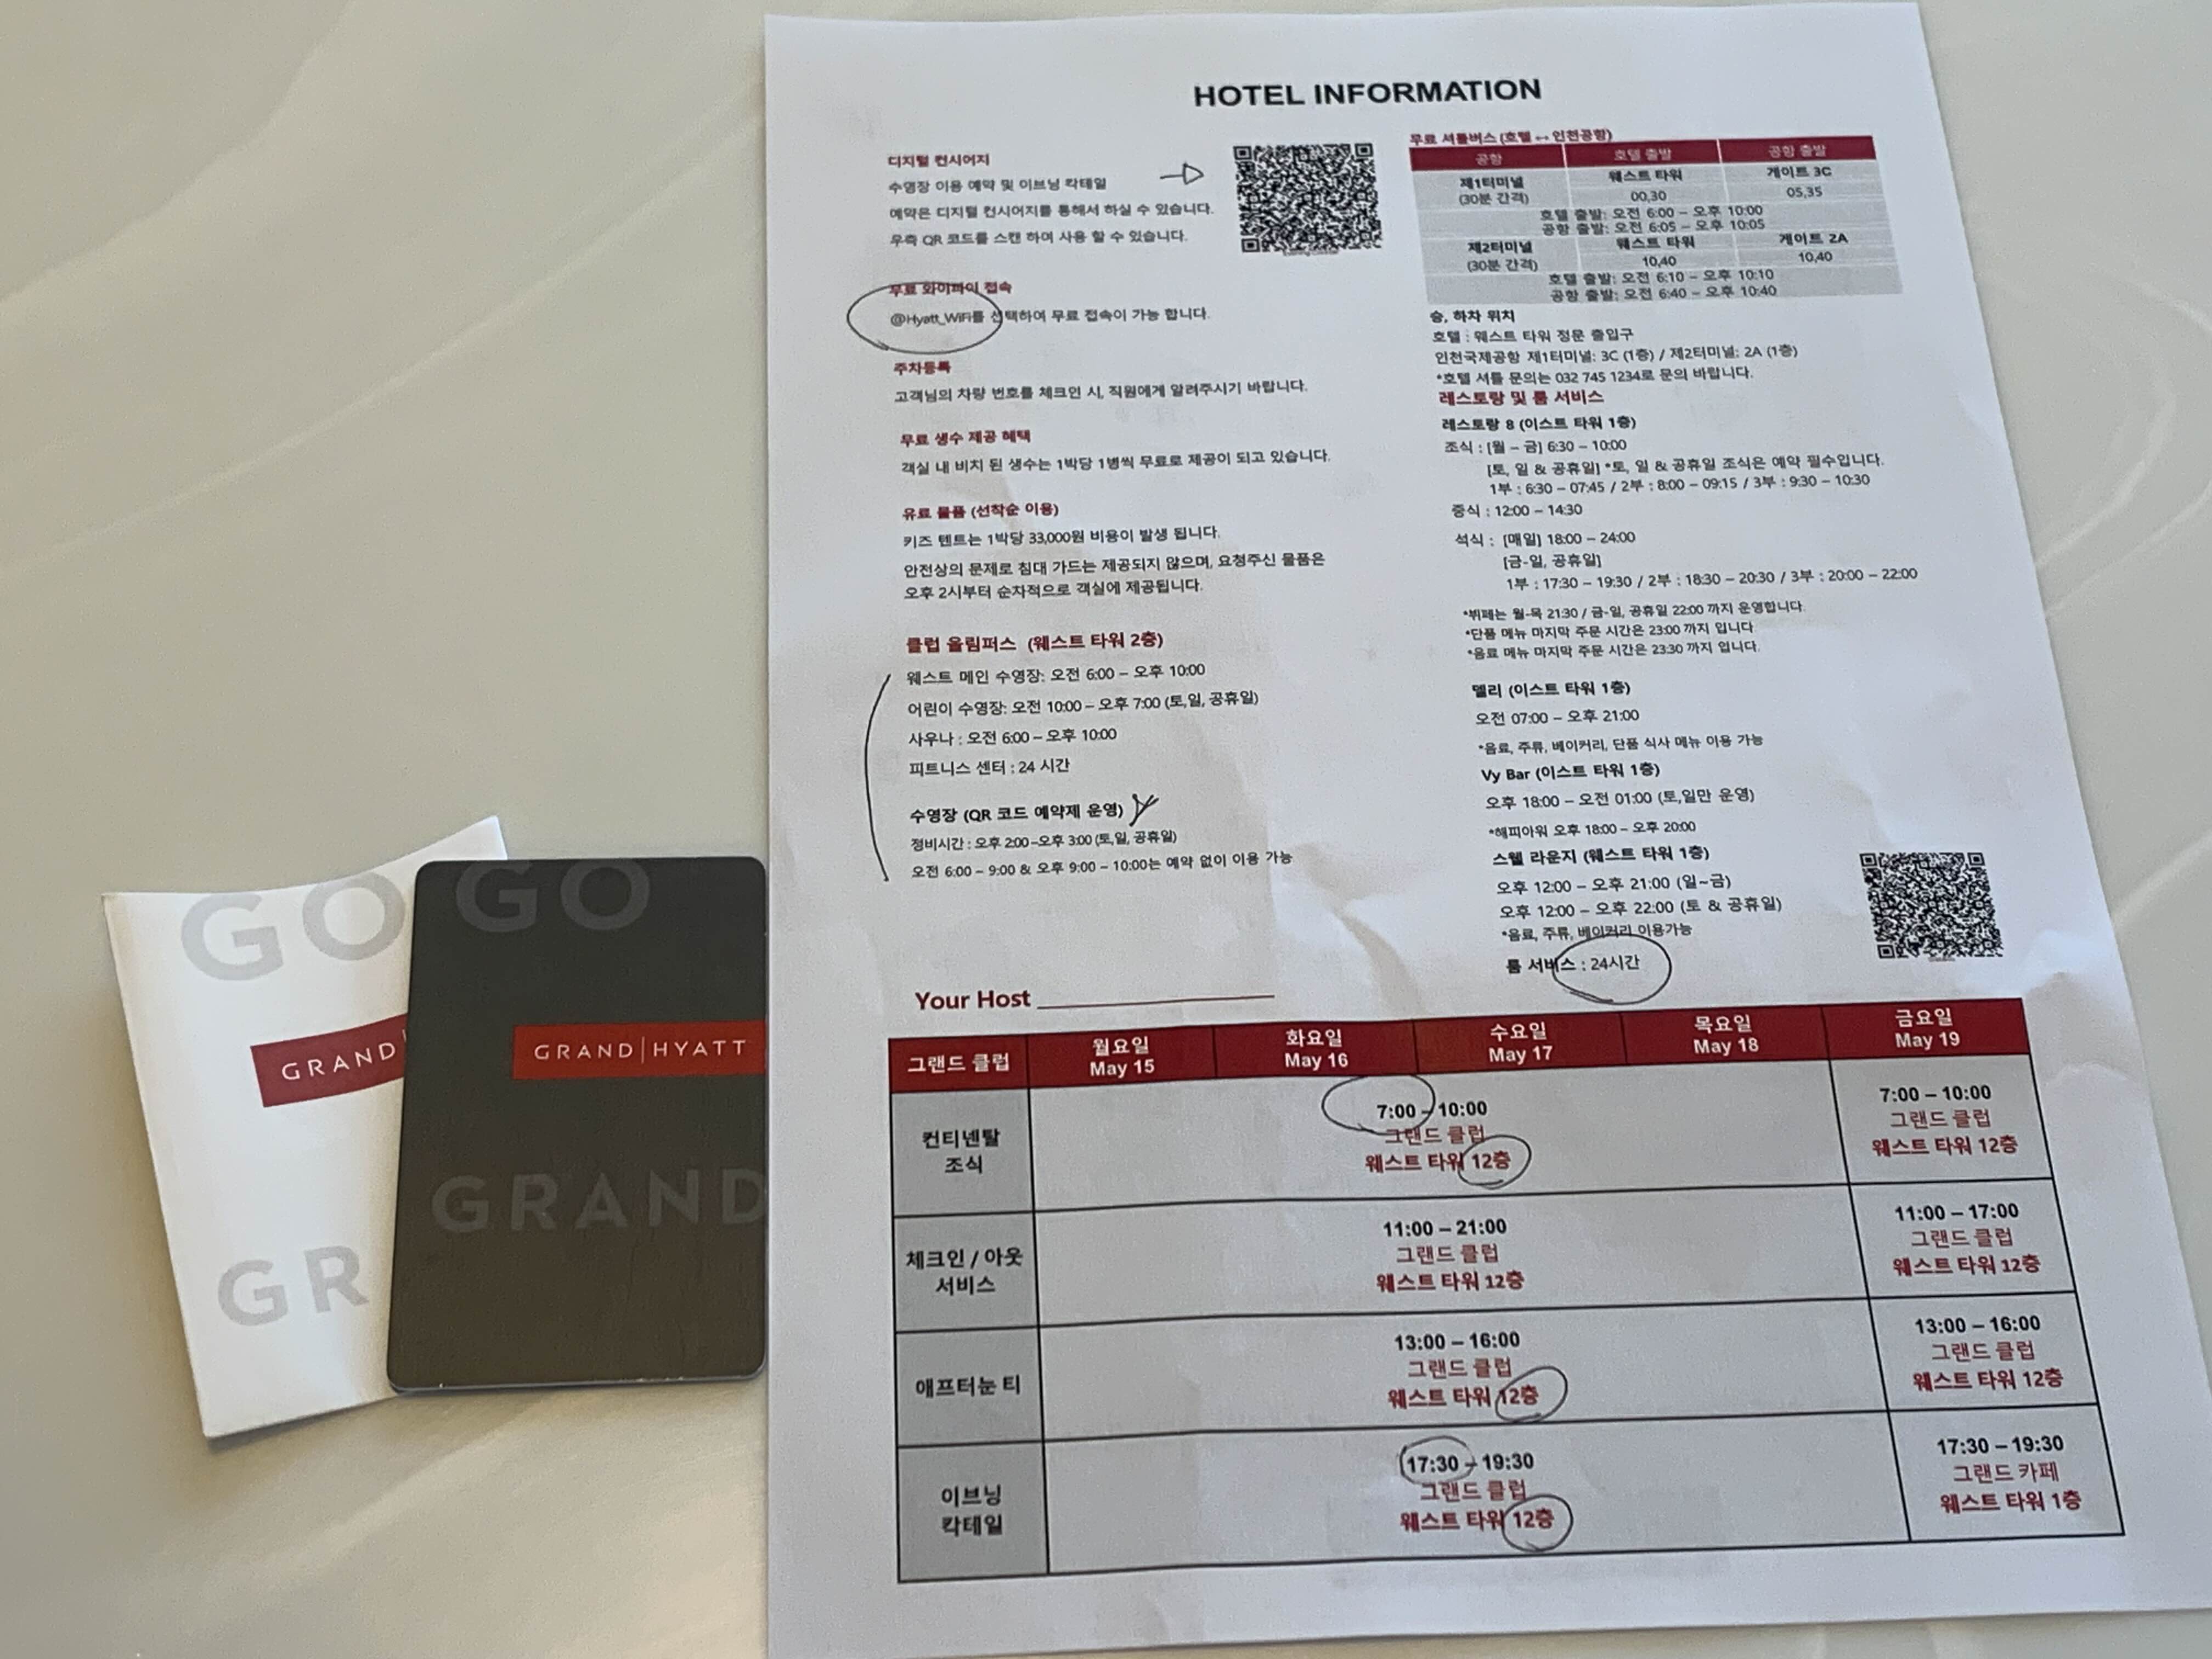 HOTEL INFORMATION
디지털 컨시어지
수영장 이용 예약 및 이브닝 칵테일
예약은 디지털 컨시어지를 통해서 하실 수 있습니다.
우측 QR 코드를 스캔 하여 사용 할 수 있습니다.
무료 와이파이 접속
@Hyatt_WiFi를 선택하여 무료 접속이 가능 합니다.
주차등록
고객님의 차량 번호를 체크인 시, 직원에게 알려주시기 바랍니다.
무료 생수 제공 혜택
객실 내 비치 된 생수는 1박당 1병씩 무료로 제공이 되고 있습니다.
유료 물품 (선착순 이용)
키즈 텐트는 1박당 33,000원 비용이 발생 됩니다.
안전상의 문제로 침대 가드는 제공되지 않으며, 요청주신 물품은
오후 2시부터 순차적으로 객실에 제공됩니다.
클럽 올림퍼스 (웨스트 타워 2층)
웨스트 메인 수영장: 오전 6:00 – 오후 10:00
어린이 수영장: 오전 10:00 – 오후 7:00 (토,일, 공휴일)
사우나 : 오전 6:00 – 오후 10:00
피트니스 센터 : 24 시간
수영장 (QR 코드 예약제 운영)
정비시간 : 오후 2:00 –오후 3:00 (토,일, 공휴일)
오전 6:00 – 9:00 & 오후 9:00 – 10:00는 예약 없이 이용 가능
무료 셔틀버스 (호텔 ↔ 인천공항)
공항 호텔 출발 공항 출발
제1터미널 웨스트 타워 게이트 3C
(30분 간격) 00,30 05,35
호텔 출발: 오전 6:00 – 오후 10:00
공항 출발: 오전 6:05 – 오후 10:05
제2터미널 웨스트 타워 게이트 2A
(30분 간격) 10,40 10,40
호텔 출발: 오전 6:10 – 오후 10:10
공항 출발: 오전 6:40 – 오후 10:40
승, 하차 위치
호텔 : 웨스트 타워 정문 출입구
인천국제공항 제1터미널: 3C (1층) / 제2터미널: 2A (1층)
*호텔 셔틀 문의는 032 745 1234로 문의 바랍니다.
레스토랑 및 룸 서비스
레스토랑 8 (이스트 타워 1층)
조식 : [월 – 금] 6:30 – 10:00
[토, 일 & 공휴일] *토, 일 & 공휴일 조식은 예약 필수입니다.
1부 : 6:30 – 07:45 / 2부 : 8:00 – 09:15 / 3부 : 9:30 – 10:30
중식 : 12:00 – 14:30
석식 : [매일] 18:00 – 24:00
[금-일, 공휴일]
1부 : 17:30 – 19:30 / 2부 : 18:30 – 20:30 / 3부 : 20:00 – 22:00
*뷔페는 월-목 21:30 / 금-일, 공휴일 22:00 까지 운영합니다.
*단품 메뉴 마지막 주문 시간은 23:00 까지 입니다
*음료 메뉴 마지막 주문 시간은 23:30 까지 입니다.
델리 (이스트 타워 1층)
오전 07:00 – 오후 21:00
*음료, 주류, 베이커리, 단품 식사 메뉴 이용 가능
Vy Bar (이스트 타워 1층)
오후 18:00 – 오전 01:00 (토,일만 운영)
*해피아워 오후 18:00 – 오후 20:00
스웰 라운지 (웨스트 타워 1층)
오후 12:00 – 오후 21:00 (일~금)
오후 12:00 – 오후 22:00 (토 & 공휴일)
*음료, 주류, 베이커리 이용가능
룸 서비스 : 24시간
Your Host
그랜드 클럽 월요일 화요일 수요일 목요일 금요일
May 15 May 16 May 17 May 18 May 19
컨티넨탈
조식
7:00 – 10:00
그랜드 클럽
웨스트 타워 12층
7:00 – 10:00
그랜드 클럽
웨스트 타워 12층
체크인 / 아웃
서비스
11:00 – 21:00
그랜드 클럽
웨스트 타워 12층
11:00 – 17:00
그랜드 클럽
웨스트 타워 12층
애프터눈 티
13:00 – 16:00
그랜드 클럽
웨스트 타워 12층
13:00 – 16:00
그랜드 클럽
웨스트 타워 12층
이브닝
칵테일
17:30 – 19:30
그랜드 클럽
웨스트 타워 12층
17:30 – 19:30
그랜드 카페
웨스트 타워 1층
GO
GRAND
GR
GO
GRAND | HYATT
GRAND